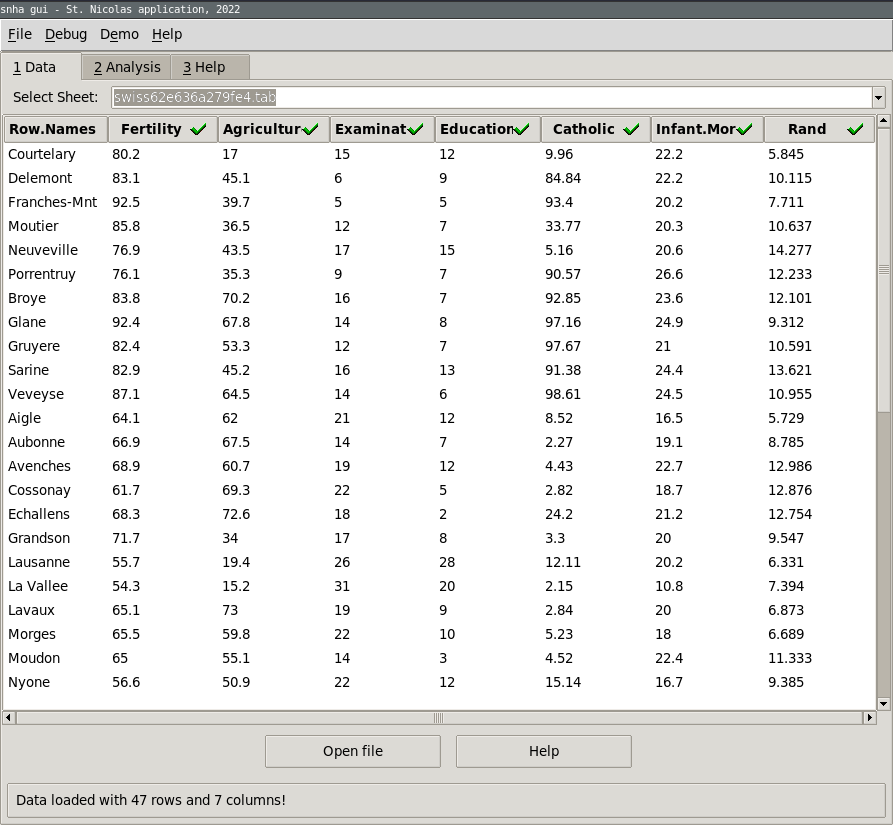 snha gui - St. Nicolas application, 2022
File Debug Demo Help
1 Data 2 Analysis 3 Help
Select Sheet: swiss62e636a279fe4.tab
Row.Names Fertility Agricultur Examinat Education Catholic Infant.Mor Rand
Courtelary 80.2 17 15 12 9.96 22.2 5.845
Delemont 83.1 45.1 6 9 84.84 22.2 10.115
Franches-Mnt 92.5 39.7 5 5 93.4 20.2 7.711
Moutier 85.8 36.5 12 7 33.77 20.3 10.637
Neuveville 76.9 43.5 17 15 5.16 20.6 14.277
Porrentruy 76.1 35.3 9 7 90.57 26.6 12.233
Broye 83.8 70.2 16 7 92.85 23.6 12.101
Glane 92.4 67.8 14 8 97.16 24.9 9.312
Gruyere 82.4 53.3 12 7 97.67 21 10.591
Sarine 82.9 45.2 16 13 91.38 24.4 13.621
Veveyse 87.1 64.5 14 6 98.61 24.5 10.955
Aigle 64.1 62 21 12 8.52 16.5 5.729
Aubonne 66.9 67.5 14 7 2.27 19.1 8.785
Avenches 68.9 60.7 19 12 4.43 22.7 12.986
Cossonay 61.7 69.3 22 5 2.82 18.7 12.876
Echallens 68.3 72.6 18 2 24.2 21.2 12.754
Grandson 71.7 34 17 8 3.3 20 9.547
Lausanne 55.7 19.4 26 28 12.11 20.2 6.331
La Vallee 54.3 15.2 31 20 2.15 10.8 7.394
Lavaux 65.1 73 19 9 2.84 20 6.873
Morges 65.5 59.8 22 10 5.23 18 6.689
Moudon 65 55.1 14 3 4.52 22.4 11.333
Nyone 56.6 50.9 22 12 15.14 16.7 9.385
Open file Help
Data loaded with 47 rows and 7 columns!